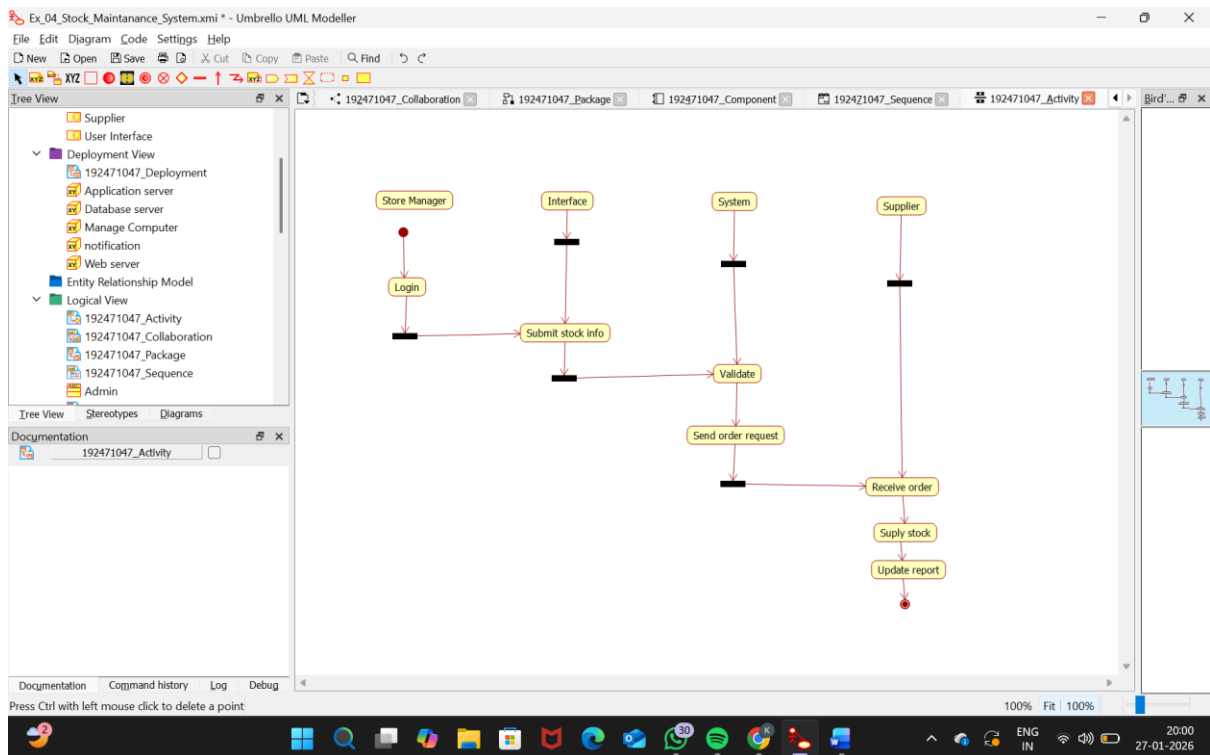 Ex_04_Stock_Maintanance_System.xmi * - Umbrello UML Modeller
File Edit Diagram Code Settings Help
New Open Save Cut Copy Paste Find
XYZ XYZ
Tree View
192471047_Collaboration 192471047_Package 192471047_Component 192471047_Sequence 192471047_Activity
Bird'...
Supplier
User Interface
Deployment View
192471047_Deployment
Application server
Database server
Manage Computer
notification
Web server
Entity Relationship Model
Logical View
192471047_Activity
192471047_Collaboration
192471047_Package
192471047_Sequence
Admin
Tree View Stereotypes Diagrams
Documentation
192471047_Activity
Store Manager Interface System Supplier
Login
Submit stock info
Validate
Send order request
Receive order
Suply stock
Update report
Documentation Command history Log Debug
Press Ctrl with left mouse click to delete a point
100% Fit 100%
2
30
ENG
IN
20:00
27-01-2026